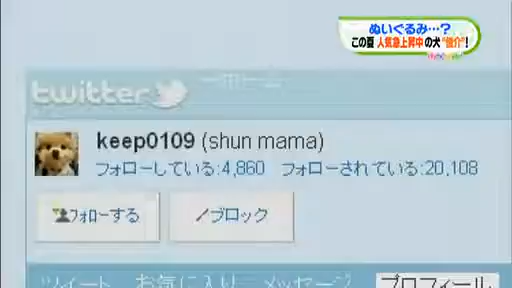 ぬいぐるみ…?
この夏 人気急上昇中 の犬 "俊介"!
twitter
keep0109 (shun mama)
フォローしている:4,860 フォローされている:20,108
フォローする ／ブロック
ツイート お気に入り メッセージ プロフィール